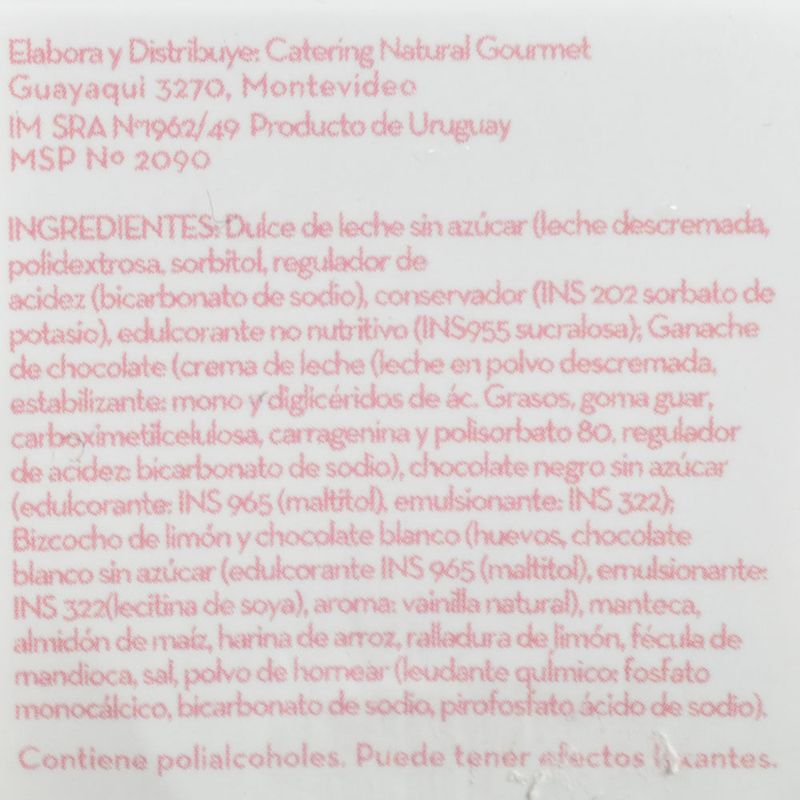 Elabora y Distribuye: Catering Natural Gourmet
Guayaqui 3270, Montevideo
IM SRA Nº1962/49 Producto de Uruguay
MSP Nº 2090
INGREDIENTES: Dulce de leche sin azúcar (leche descremada,
polidextrosa, sorbitol, regulador de
acidez (bicarbonato de sodio), conservador (INS 202 sorbato de
potasio), edulcorante no nutritivo (INS955 sucralosa); Ganache
de chocolate (crema de leche (leche en polvo descremada,
estabilizante: mono y diglicéridos de ác. Grasos, goma guar,
carboximetilcelulosa, carragenina y polisorbato 80, regulador
de acidez: bicarbonato de sodio), chocolate negro sin azúcar
(edulcorante: INS 965 (maltitol), emulsionante: INS 322);
Bizcocho de limón y chocolate blanco (huevos, chocolate
blanco sin azúcar (edulcorante INS 965 (maltitol), emulsionante:
INS 322(lecitina de soya), aroma: vainilla natural), manteca,
almidón de maíz, harina de arroz, ralladura de limón, fécula de
mandioca, sal, polvo de hornear (leudante químico: fosfato
monocálcico, bicarbonato de sodio, pirofosfato ácido de sodio).
Contiene polialcoholes. Puede tener efectos laxantes.